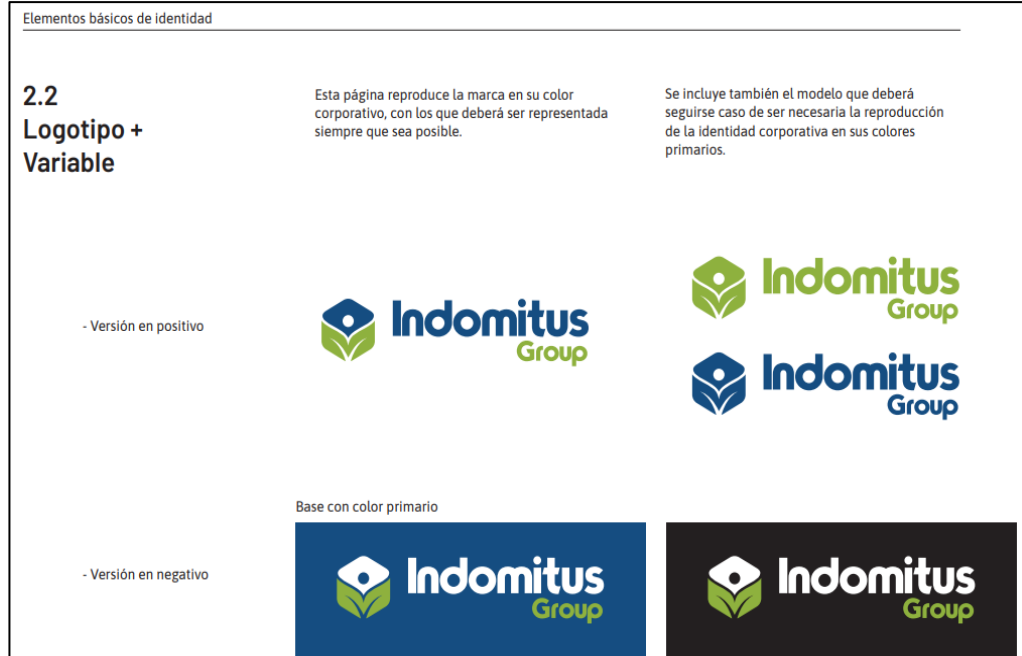 Elementos básicos de identidad
2.2
Logotipo +
Variable
Esta página reproduce la marca en su color
corporativo, con los que deberá ser representada
siempre que sea posible.
Se incluye también el modelo que deberá
seguirse caso de ser necesaria la reproducción
de la identidad corporativa en sus colores
primarios.
- Versión en positivo
Indomitus
Group
Indomitus
Group
Indomitus
Group
Base con color primario
- Versión en negativo
Indomitus
Group
Indomitus
Group